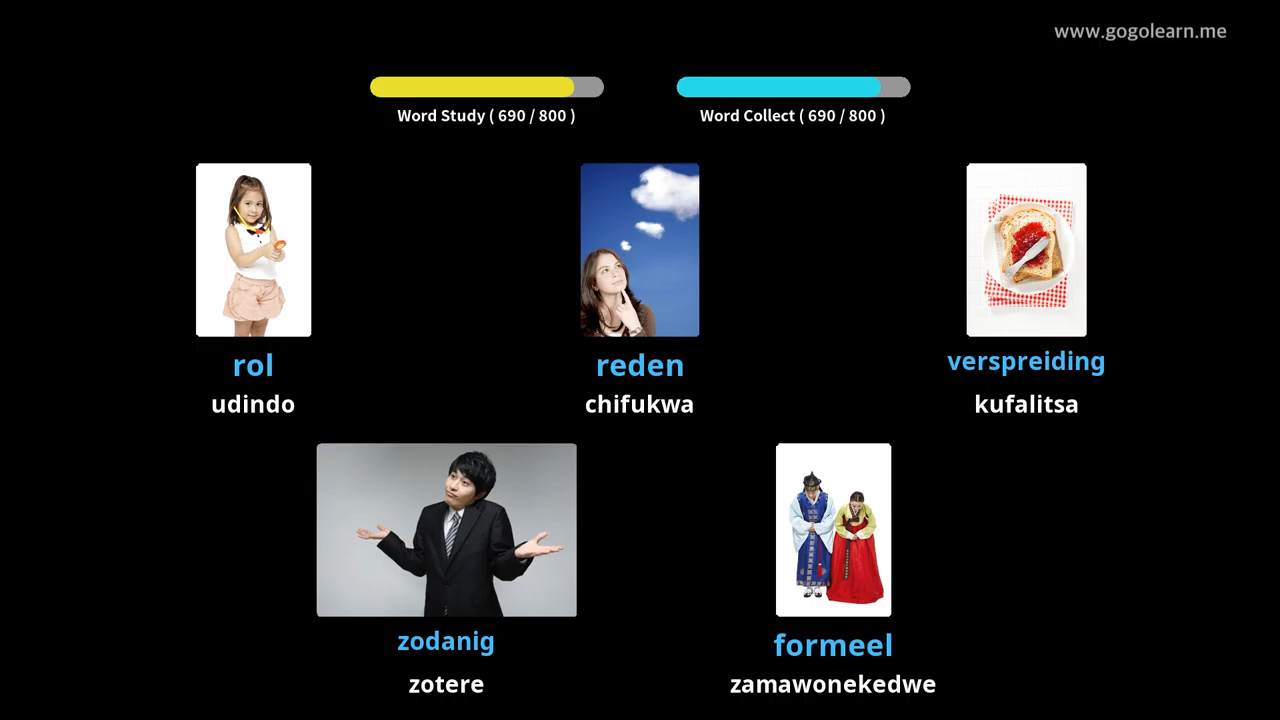 www.gogolearn.me
Word Study ( 690 / 800 )
Word Collect ( 690 / 800 )
rol
udindo
reden
chifukwa
verspreiding
kufalitsa
zodanig
zotere
formeel
zamawonekedwe